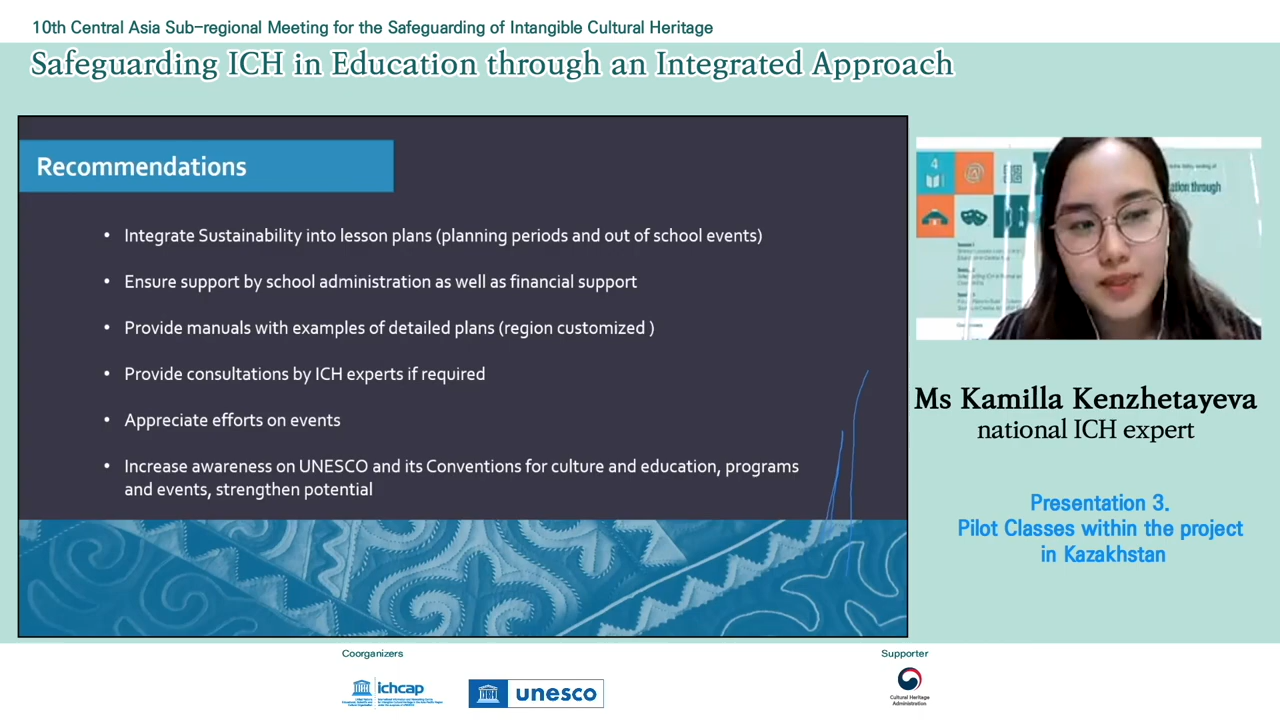 10th Central Asia Sub-regional Meeting for the Safeguarding of Intangible Cultural Heritage
Safeguarding ICH in Education through an Integrated Approach
Recommendations
• Integrate Sustainability into lesson plans (planning periods and out of school events)
• Ensure support by school administration as well as financial support
• Provide manuals with examples of detailed plans (region customized )
• Provide consultations by ICH experts if required
• Appreciate efforts on events
• Increase awareness on UNESCO and its Conventions for culture and education, programs
and events, strengthen potential
4
ation through
Ms Kamilla Kenzhetayeva
national ICH expert
Presentation 3.
Pilot Classes within the project
in Kazakhstan
Coorganizers
Supporter
ichcap
unesco
Cultural Heritage
Administration